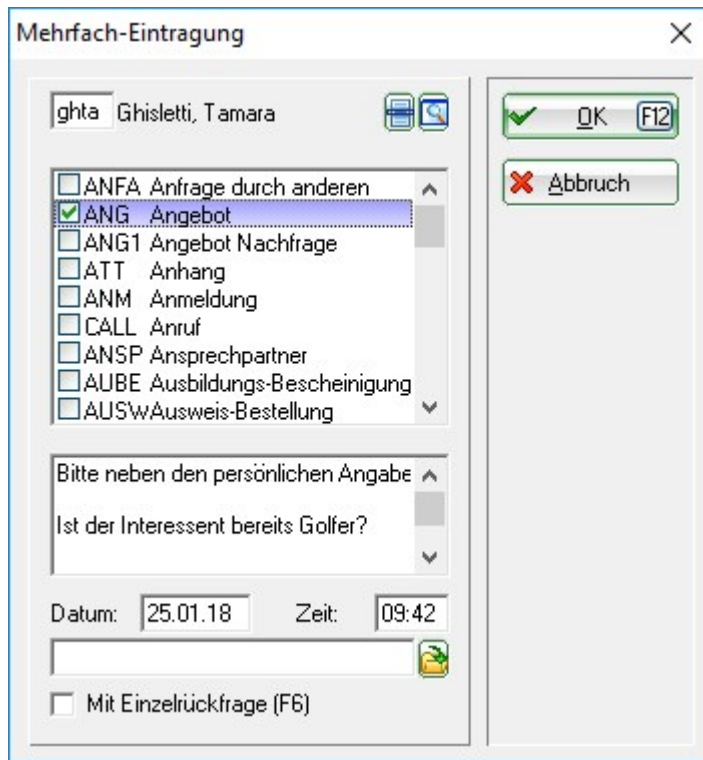 Mehrfach-Eintragung
ghta Ghisletti, Tamara
OK F12
Abbruch
ANFA Anfrage durch anderen
ANG Angebot
ANG1 Angebot Nachfrage
ATT Anhang
ANM Anmeldung
CALL Anruf
ANSP Ansprechpartner
AUBE Ausbildungs-Bescheinigung
AUSW Ausweis-Bestellung
Bitte neben den persönlichen Angabe
Ist der Interessent bereits Golfer?
Datum: 25.01.18 Zeit: 09:42
Mit Einzelrückfrage (F6)